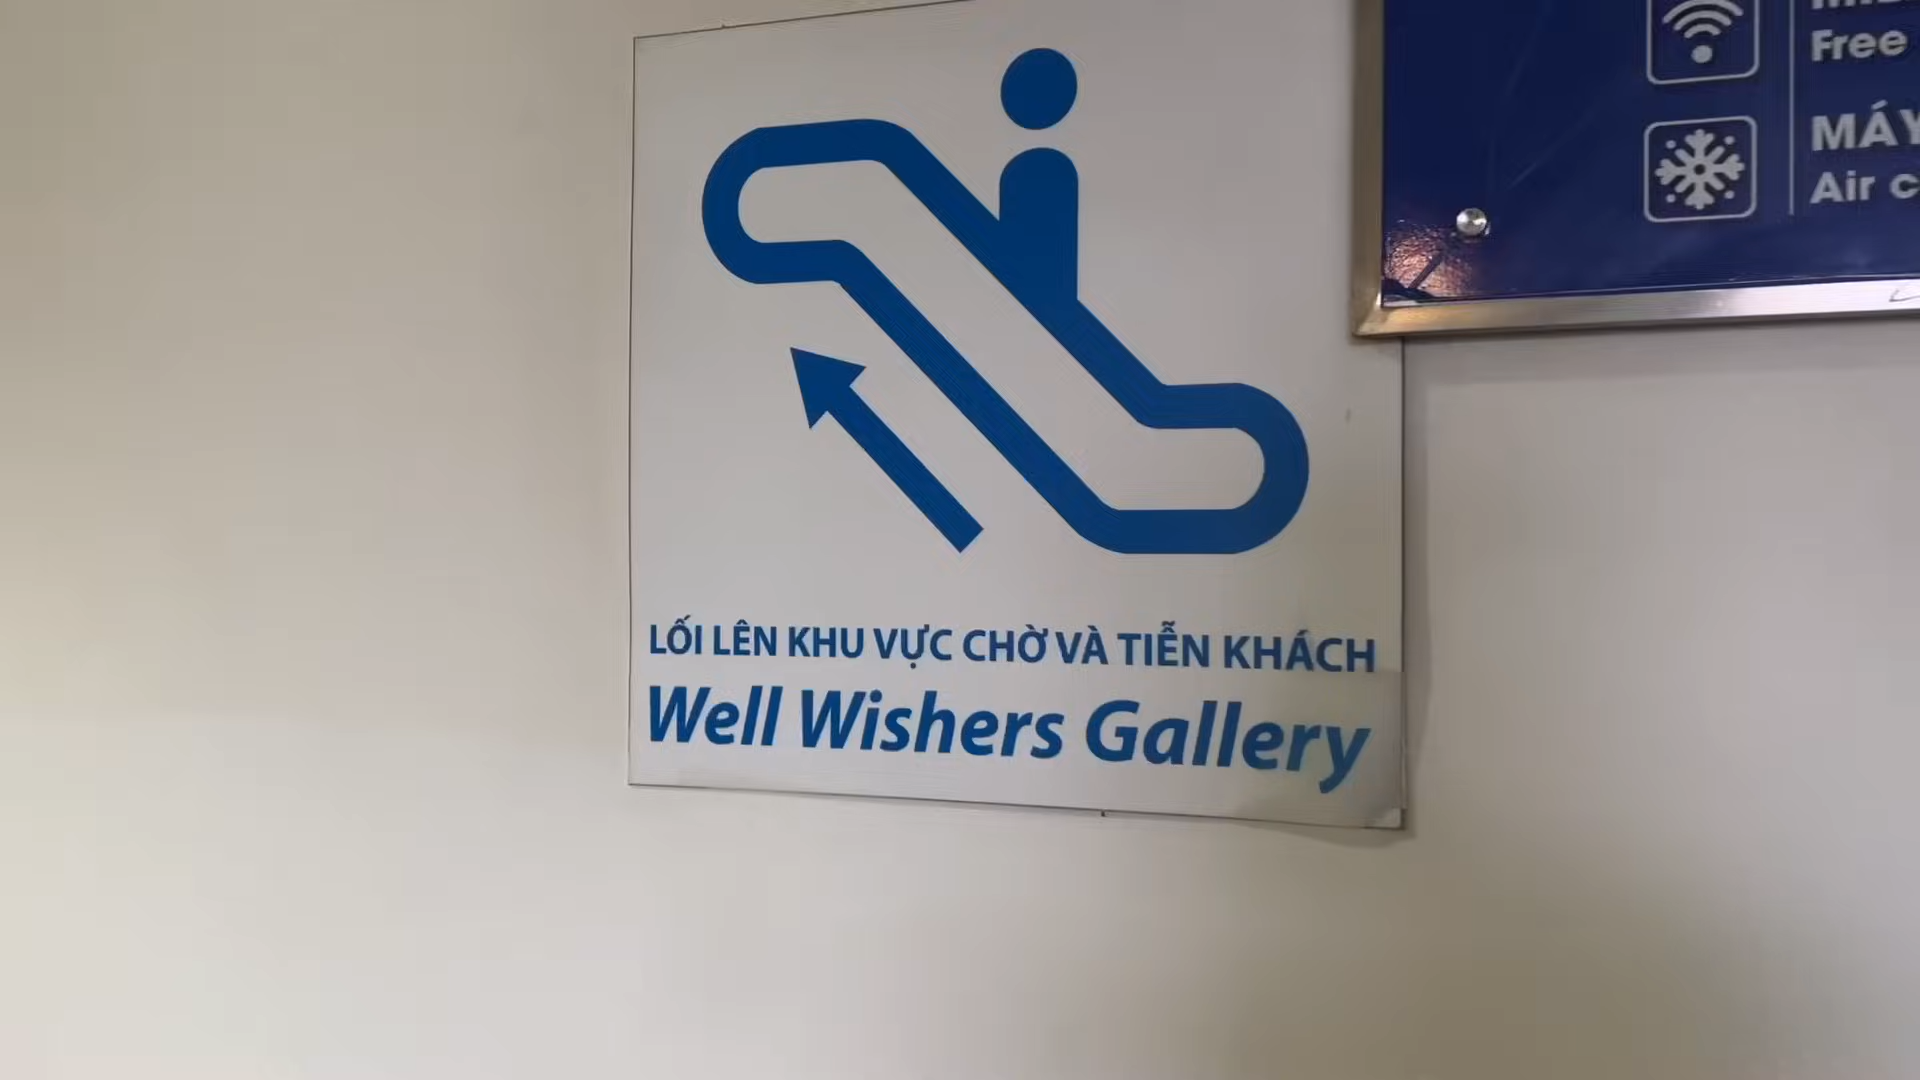 LỐI LÊN KHU VỰC CHỜ VÀ TIỄN KHÁCH
Well Wishers Gallery
Free
MÁY
Air